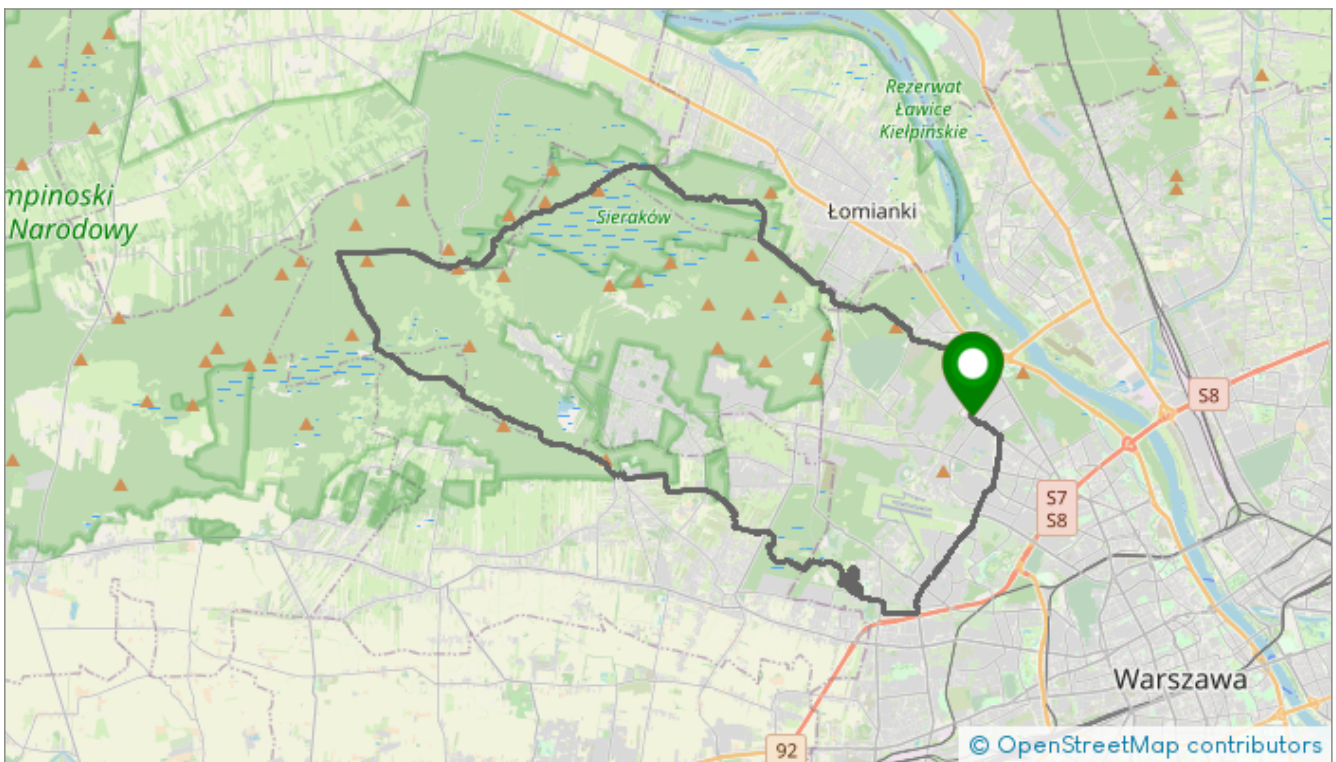 Rezerwat
Ławice
Kiełpińskie
mpinoski
Narodowy
Sieraków
Łomianki
S8
S7
S8
Warszawa
92
© OpenStreetMap contributors